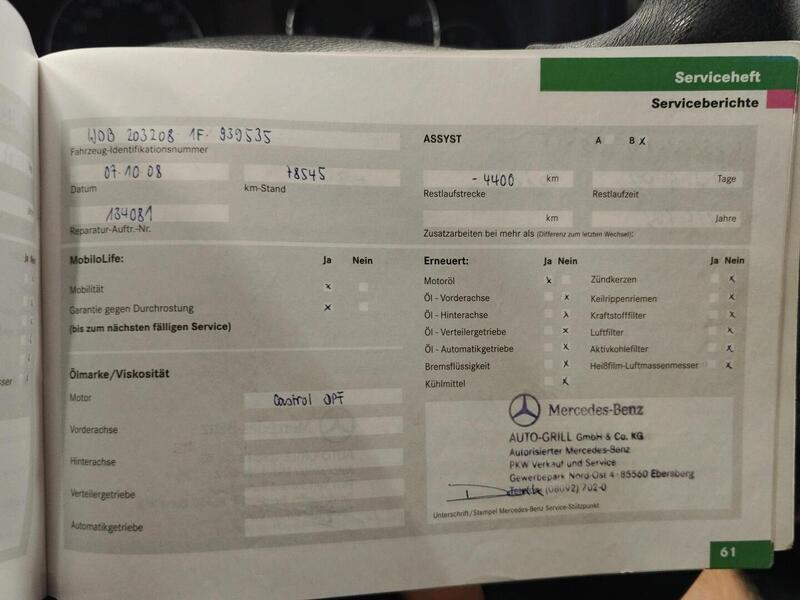 Serviceheft
Serviceberichte
WDB 203208 1F. 939535
Fahrzeug-Identifikationsnummer
07.10.08
Datum
78545
km-Stand
134081
Reparatur-Auftr.-Nr.
ASSYST A B x
- 4400 km
Restlaufstrecke
Tage
Restlaufzeit
km
Jahre
Zusatzarbeiten bei mehr als (Differenz zum letzten Wechsel):
MobiloLife: Ja Nein
Mobilität x
Garantie gegen Durchrostung x
(bis zum nächsten fälligen Service)
Erneuert: Ja Nein Ja Nein
Motoröl x Zündkerzen x
Öl - Vorderachse x Keilrippenriemen x
Öl - Hinterachse x Kraftstofffilter x
Öl - Verteilergetriebe x Luftfilter x
Öl - Automatikgetriebe x Aktivkohlefilter x
Bremsflüssigkeit x Heißfilm-Luftmassenmesser x
Kühlmittel x
Ölmarke/Viskosität
Motor Castrol DPF
Vorderachse
Hinterachse
Verteilergetriebe
Automatikgetriebe
Mercedes-Benz
AUTO-GRILL GmbH & Co. KG
Autorisierter Mercedes-Benz
PKW Verkauf und Service
Gewerbepark Nord-Ost 4 · 85560 Ebersberg
(08092) 702-0
Unterschrift/Stempel Mercedes-Benz Service-Stützpunkt
61